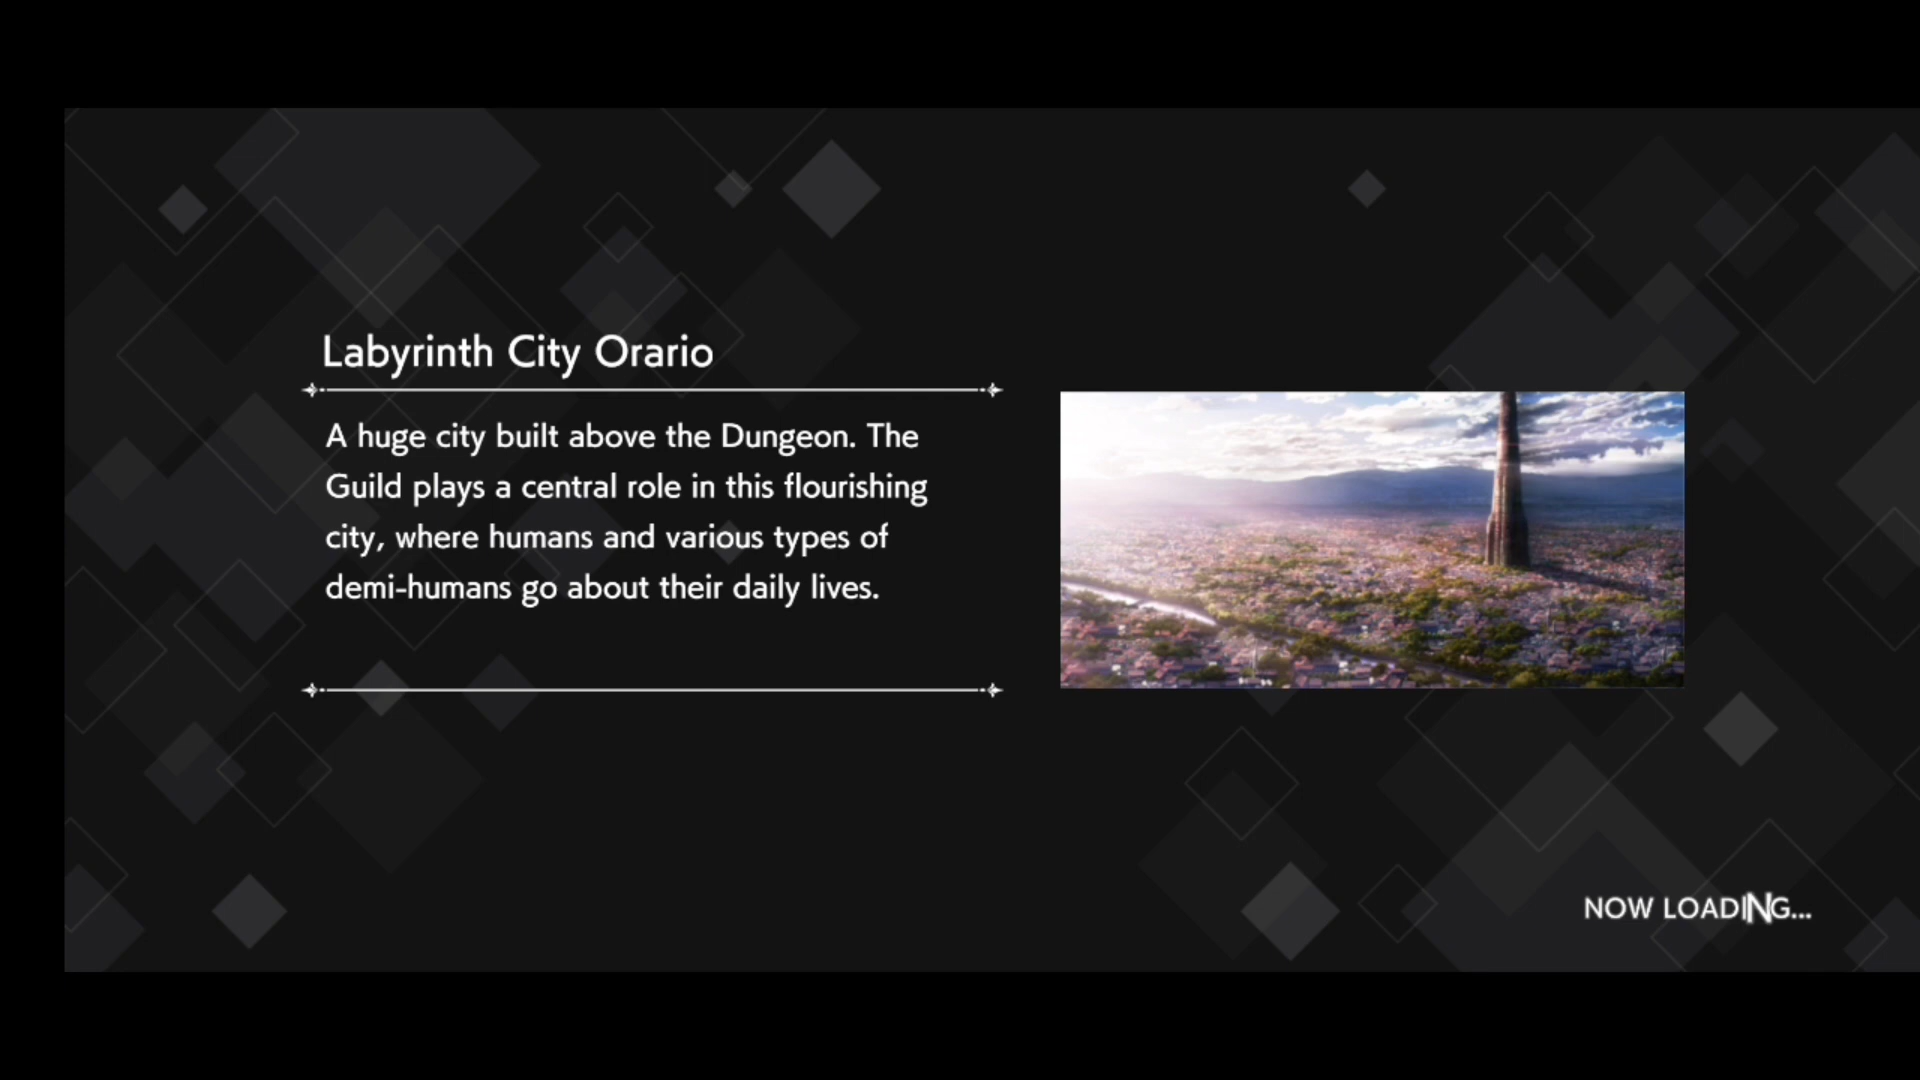 Labyrinth City Orario
A huge city built above the Dungeon. The
Guild plays a central role in this flourishing
city, where humans and various types of
demi-humans go about their daily lives.
NOW LOADING...